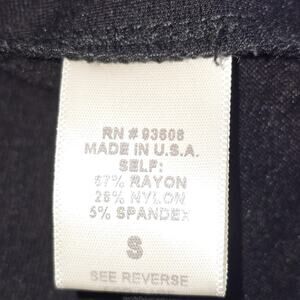 RN # 93608
MADE IN U.S.A.
SELF:
67% RAYON
28% NYLON
5% SPANDEX
S
SEE REVERSE